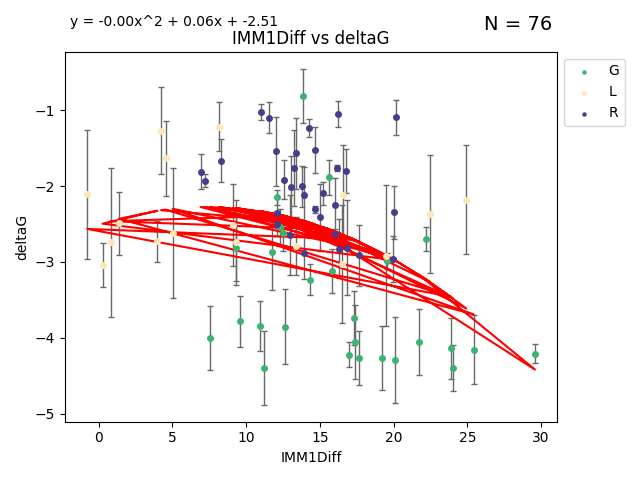 y = -0.00x^2 + 0.06x + -2.51
N = 76
IMM1Diff vs deltaG
G
L
R
−1
−2
−3
−4
−5
deltaG
0 5 10 15 20 25 30
IMM1Diff